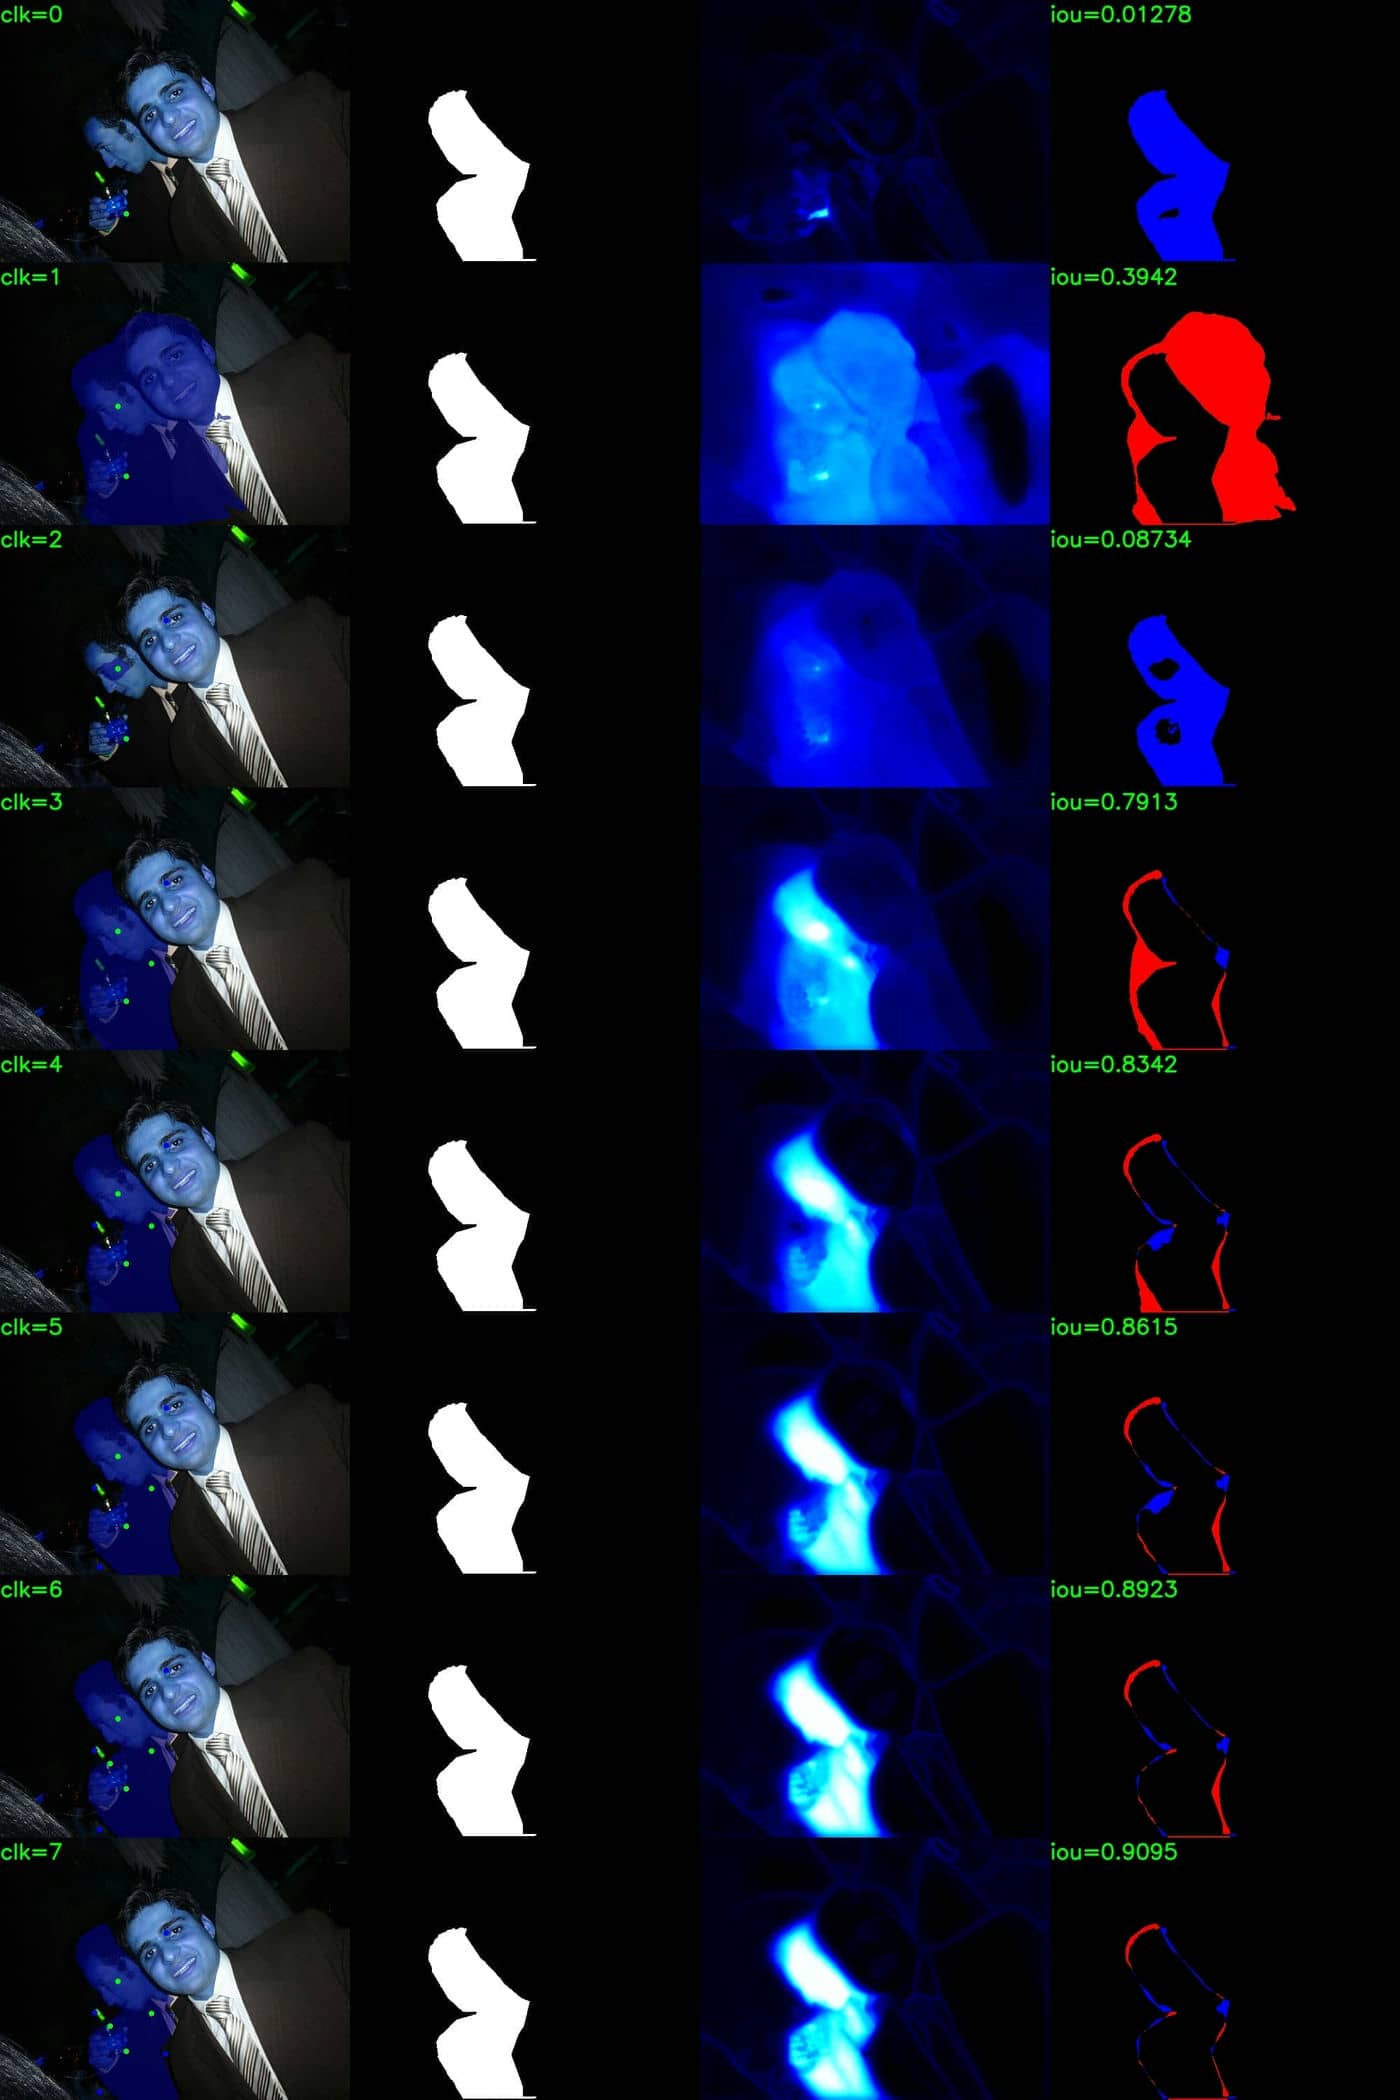 clk=0
iou=0.01278
clk=1
iou=0.3942
clk=2
iou=0.08734
clk=3
iou=0.7913
clk=4
iou=0.8342
clk=5
iou=0.8615
clk=6
iou=0.8923
clk=7
iou=0.9095